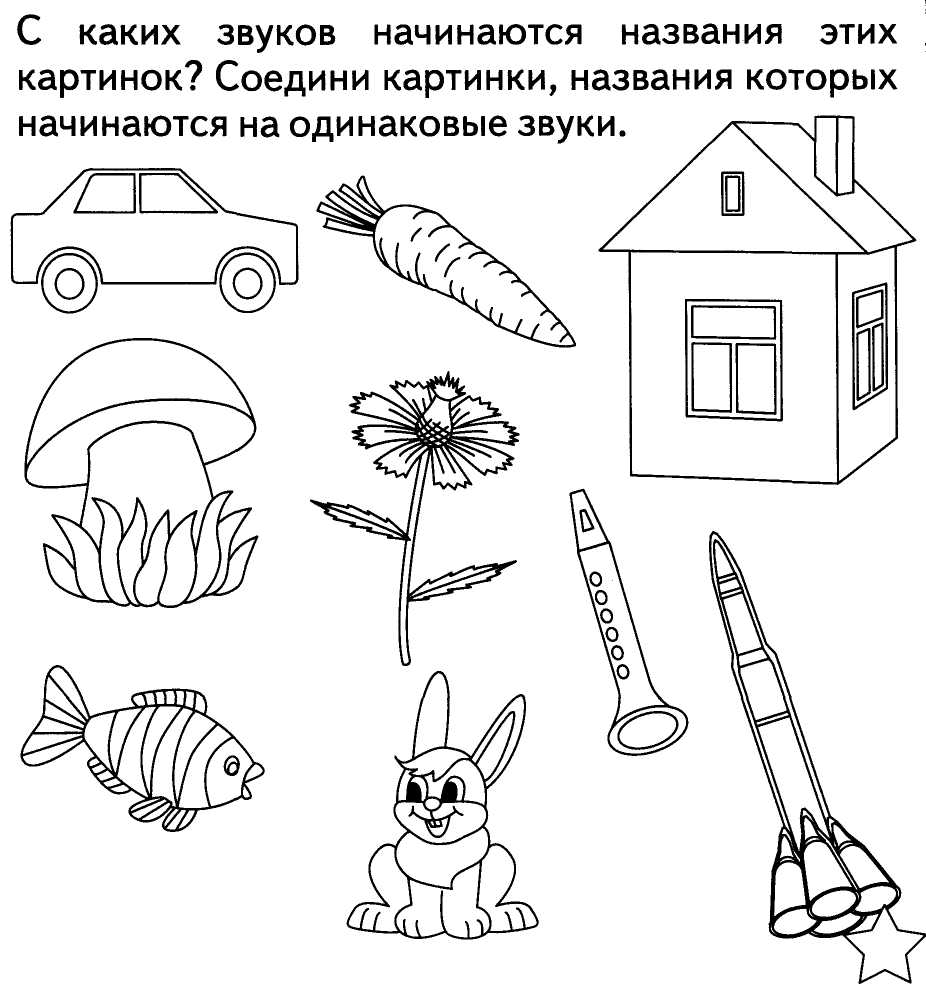 С каких звуков начинаются названия этих
картинок? Соедини картинки, названия которых
начинаются на одинаковые звуки.